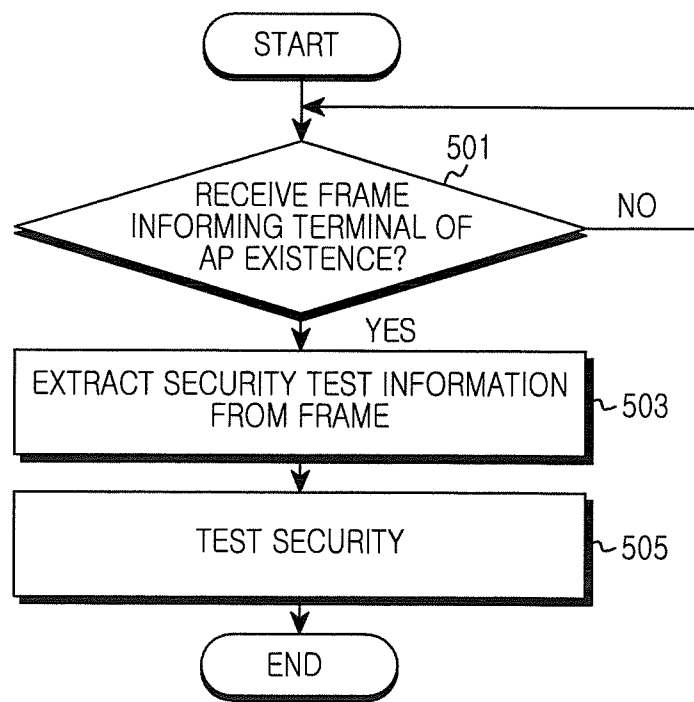 START
501
RECEIVE FRAME
INFORMING TERMINAL OF
AP EXISTENCE?
NO
YES
EXTRACT SECURITY TEST INFORMATION
FROM FRAME
503
TEST SECURITY
505
END